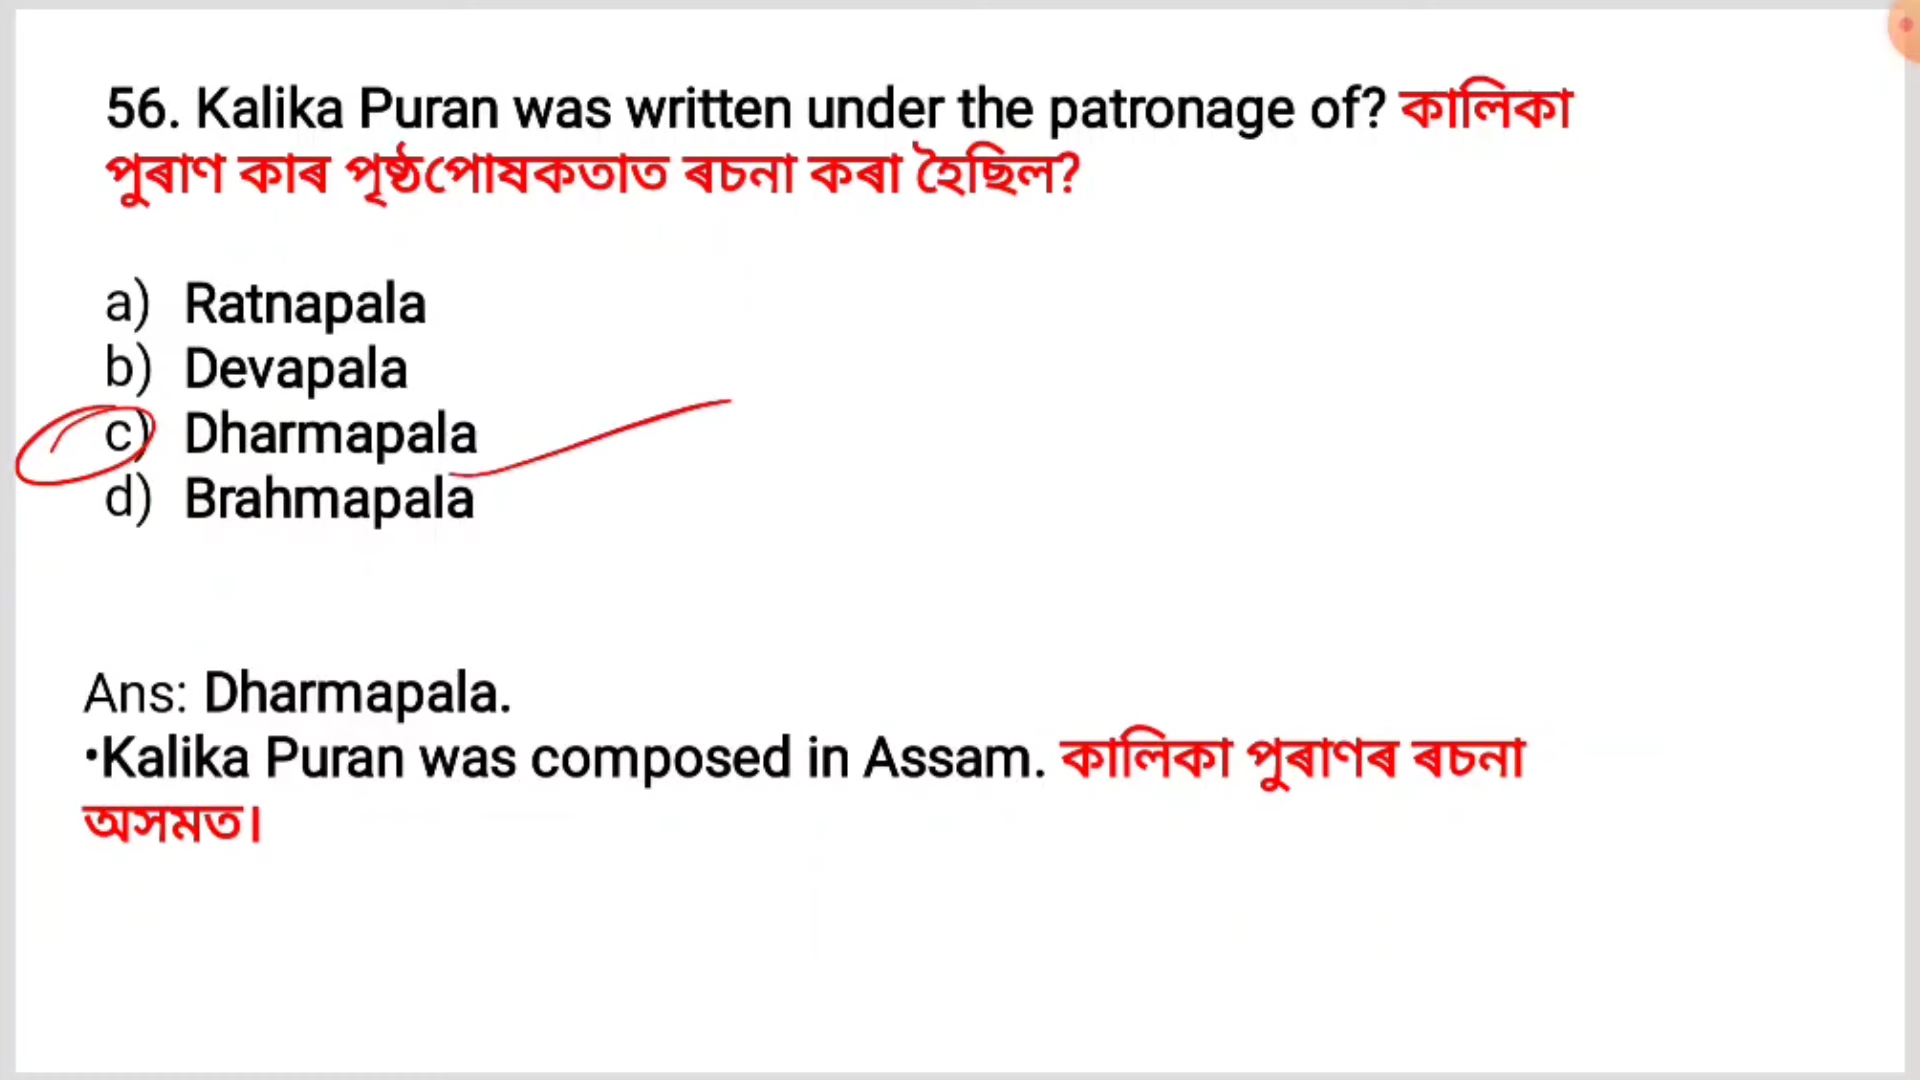 56. Kalika Puran was written under the patronage of? কালিকা
পুৰাণ কাৰ পৃষ্ঠপোষকতাত ৰচনা কৰা হৈছিল?
a) Ratnapala
b) Devapala
c) Dharmapala
d) Brahmapala
Ans: Dharmapala.
•Kalika Puran was composed in Assam. কালিকা পুৰাণৰ ৰচনা
অসমত।